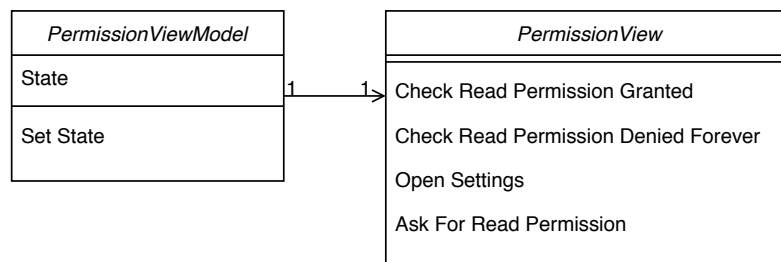 PermissionViewModel
State
Set State
1
1
PermissionView
Check Read Permission Granted
Check Read Permission Denied Forever
Open Settings
Ask For Read Permission